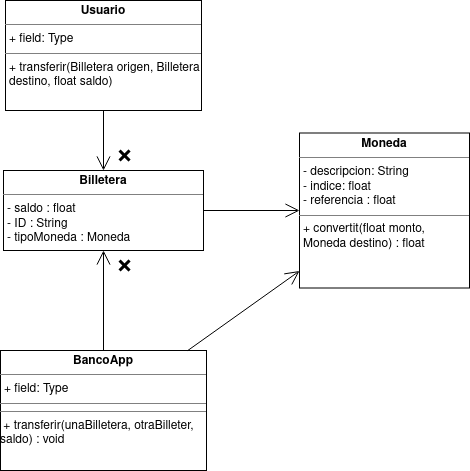 Usuario
+ field: Type
+ transferir(Billetera origen, Billetera
destino, float saldo)
Billetera
- saldo : float
- ID : String
- tipoMoneda : Moneda
Moneda
- descripcion: String
- indice: float
- referencia : float
+ convertit(float monto,
Moneda destino) : float
BancoApp
+ field: Type
+ transferir(unaBilletera, otraBilleter,
saldo) : void